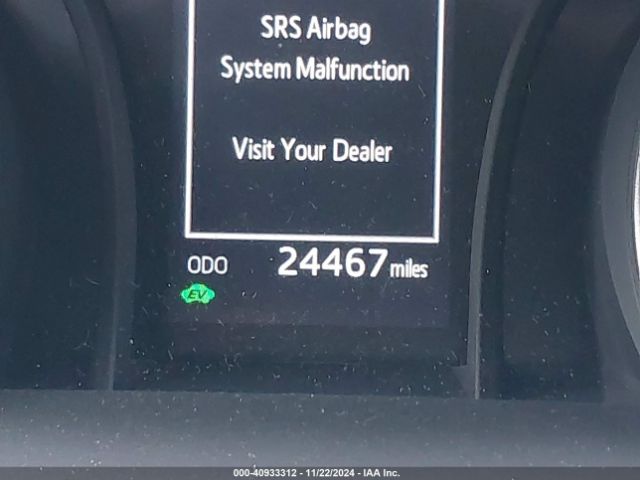 SRS Airbag
System Malfunction
Visit Your Dealer
ODO 24467 miles
EV
000-40933312 - 11/22/2024 - IAA Inc.